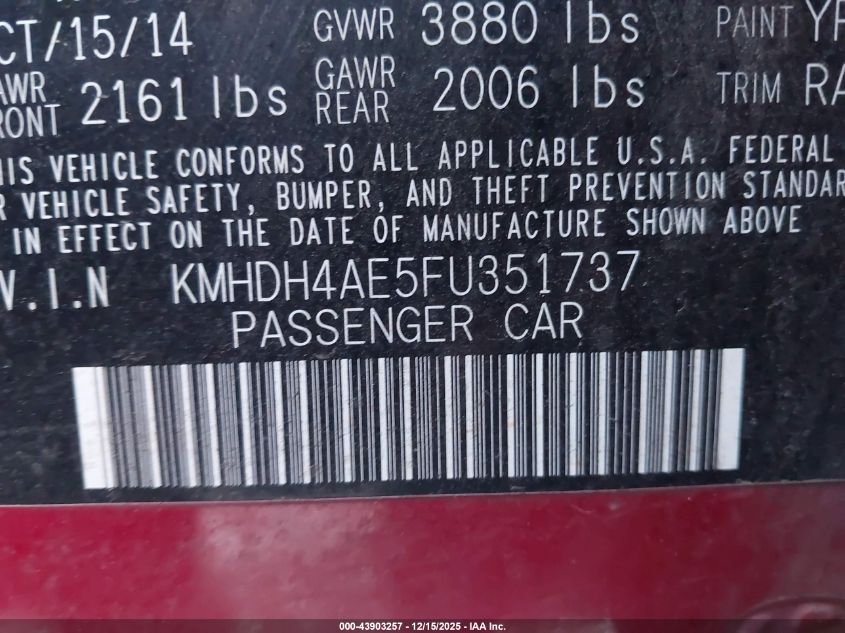 CT/15/14 GVWR 3880 lbs PAINT YF
AWR FRONT 2161 lbs GAWR REAR 2006 lbs TRIM RA
HIS VEHICLE CONFORMS TO ALL APPLICABLE U.S.A. FEDERAL
R VEHICLE SAFETY, BUMPER, AND THEFT PREVENTION STANDAR
IN EFFECT ON THE DATE OF MANUFACTURE SHOWN ABOVE
V.I.N KMHDH4AE5FU351737
PASSENGER CAR
000-43903257 - 12/15/2025 - IAA Inc.